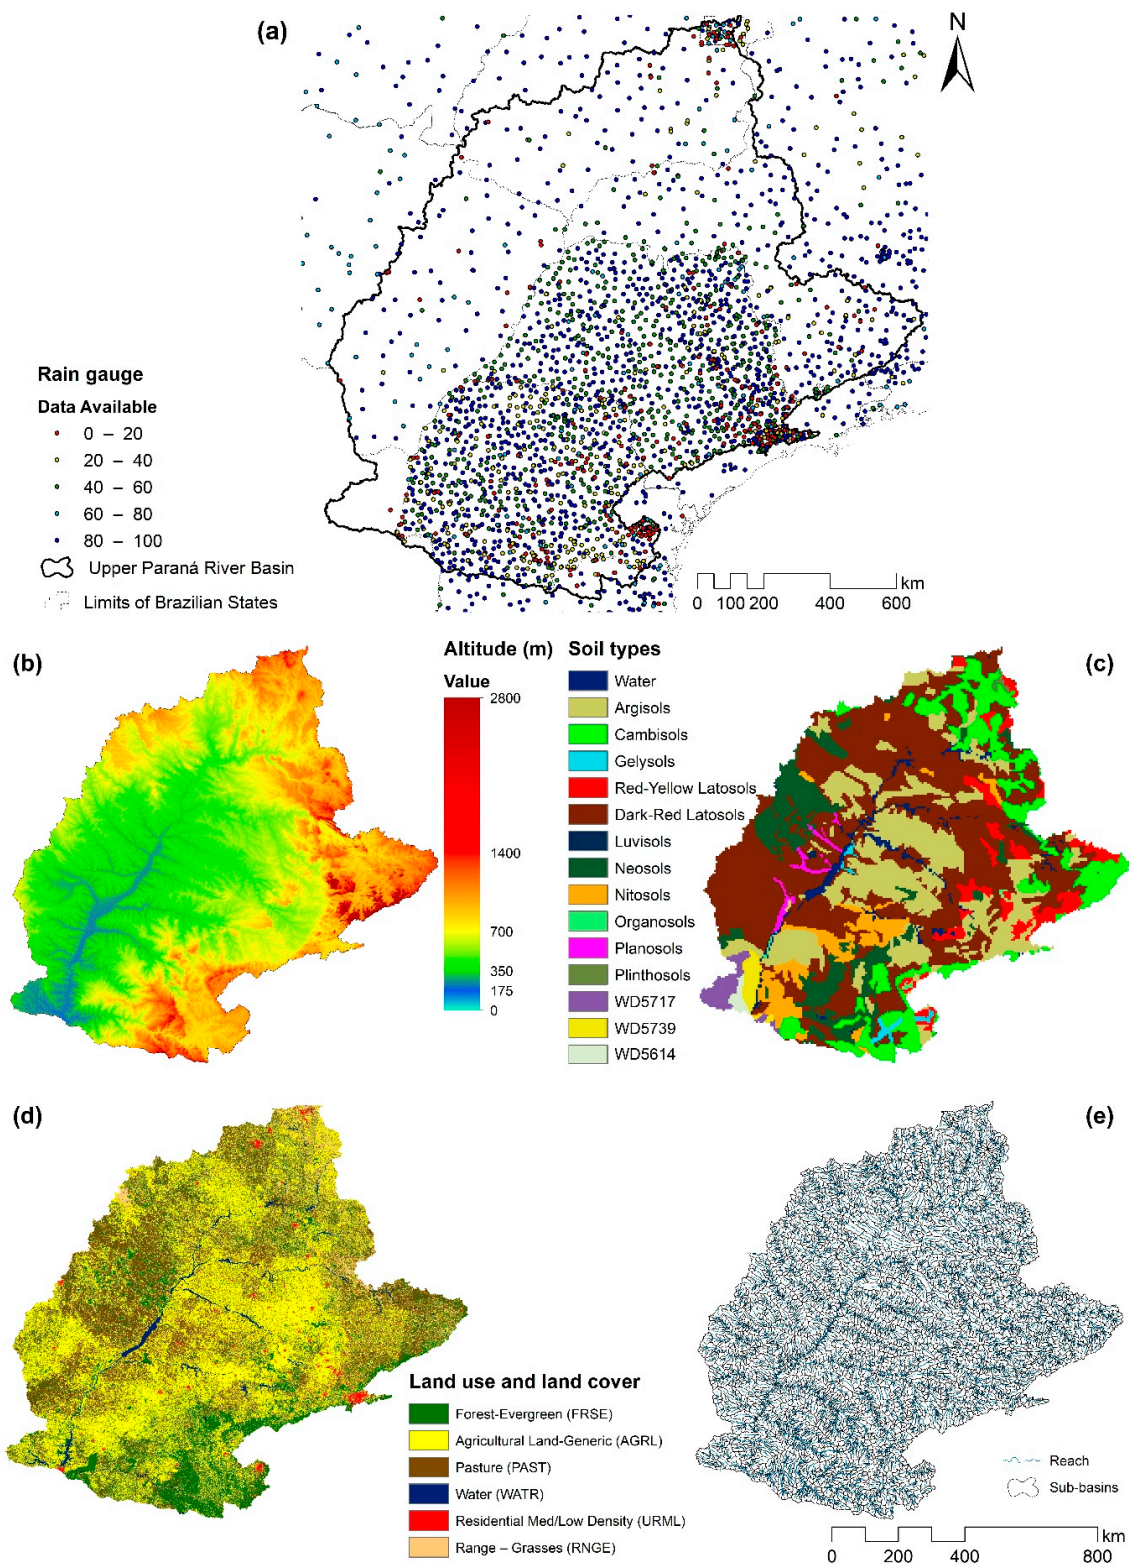 (a)
N
Rain gauge
Data Available
0 – 20
20 – 40
40 – 60
60 – 80
80 – 100
Upper Paraná River Basin
Limits of Brazilian States
km
0 100 200 400 600
(b)
Altitude (m)
Value
2800
1400
700
350
175
0
Soil types
Water
Argisols
Cambisols
Gelysols
Red-Yellow Latosols
Dark-Red Latosols
Luvisols
Neosols
Nitosols
Organosols
Planosols
Plinthosols
WD5717
WD5739
WD5614
(c)
(d)
Land use and land cover
Forest-Evergreen (FRSE)
Agricultural Land-Generic (AGRL)
Pasture (PAST)
Water (WATR)
Residential Med/Low Density (URML)
Range – Grasses (RNGE)
(e)
Reach
Sub-basins
km
0 200 400 800